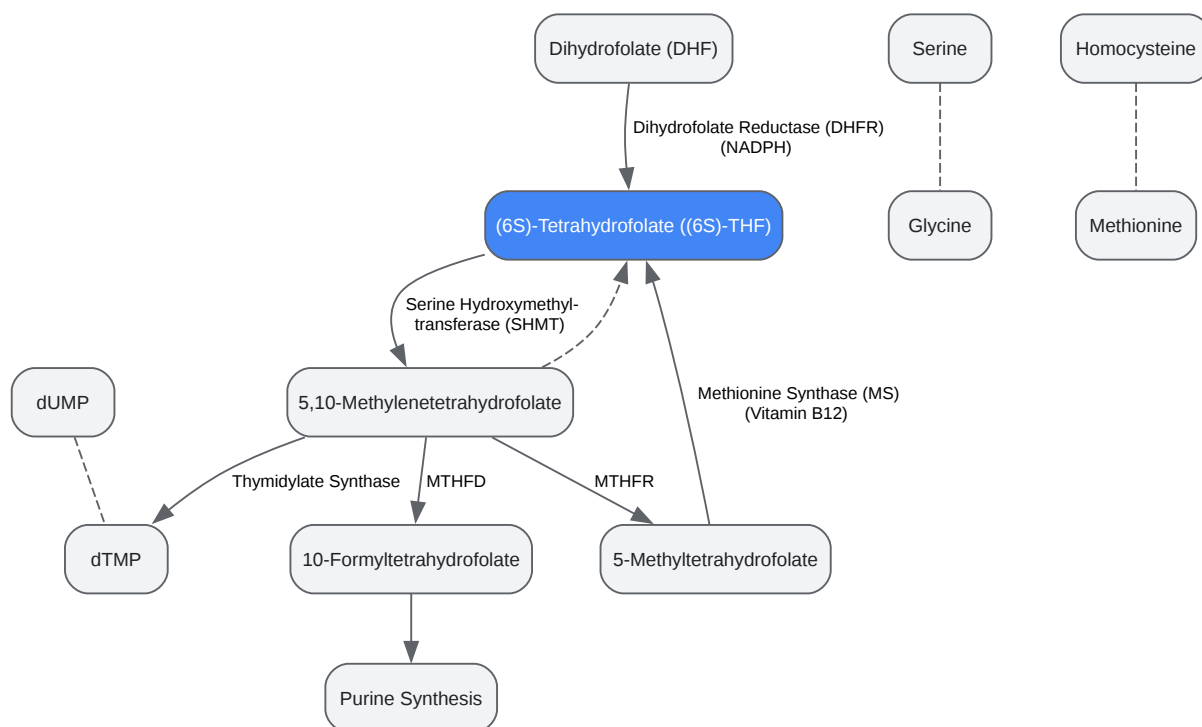 Dihydrofolate (DHF)
Serine
Homocysteine
Dihydrofolate Reductase (DHFR)
(NADPH)
(6S)-Tetrahydrofolate ((6S)-THF)
Glycine
Methionine
Serine Hydroxymethyl-
transferase (SHMT)
dUMP
5,10-Methylenetetrahydrofolate
Methionine Synthase (MS)
(Vitamin B12)
Thymidylate Synthase
MTHFD
MTHFR
dTMP
10-Formyltetrahydrofolate
5-Methyltetrahydrofolate
Purine Synthesis